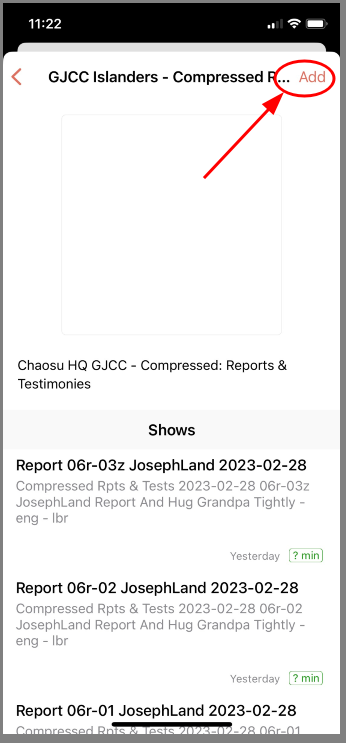 11:22
GJCC Islanders - Compressed R...
Add
Chaosu HQ GJCC - Compressed: Reports &
Testimonies
Shows
Report 06r-03z JosephLand 2023-02-28
Compressed Rpts & Tests 2023-02-28 06r-03z
JosephLand Report And Hug Grandpa Tightly -
eng - lbr
Yesterday ? min
Report 06r-02 JosephLand 2023-02-28
Compressed Rpts & Tests 2023-02-28 06r-02
JosephLand Report And Hug Grandpa Tightly -
eng - lbr
Yesterday ? min
Report 06r-01 JosephLand 2023-02-28
Compressed Rpts & Tests 2023-02-28 06r-01